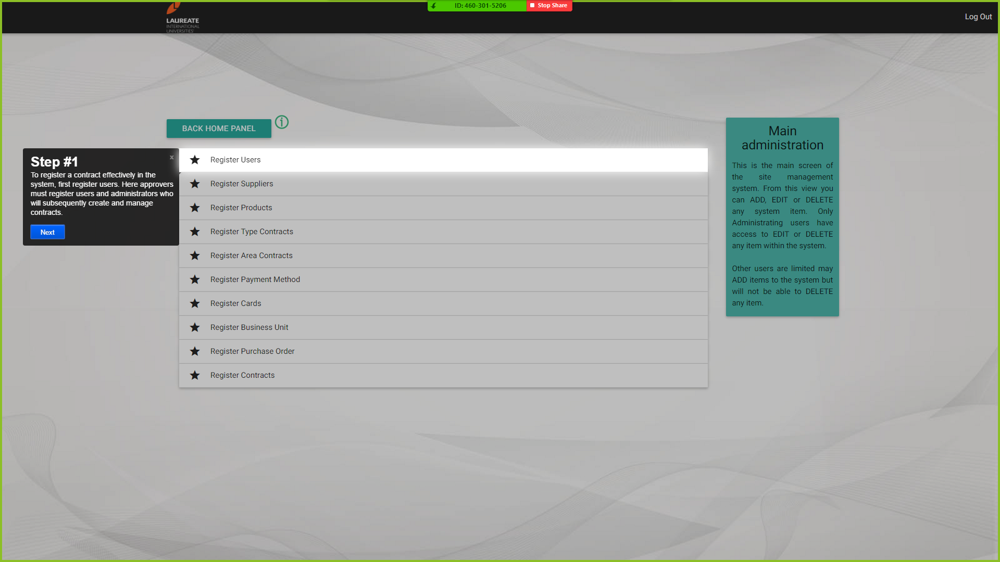 ID: 460-301-5206
Stop Share
LAUREATE
INTERNATIONAL
UNIVERSITIES
Log Out
BACK HOME PANEL
Step #1
x
To register a contract effectively in the
system, first register users. Here approvers
must register users and administrators who
will subsequently create and manage
contracts.
Next
Register Users
Register Suppliers
Register Products
Register Type Contracts
Register Area Contracts
Register Payment Method
Register Cards
Register Business Unit
Register Purchase Order
Register Contracts
Main
administration
This is the main screen of
the site management
system. From this view you
can ADD, EDIT or DELETE
any system item. Only
Administrating users have
access to EDIT or DELETE
any item within the system.
Other users are limited may
ADD items to the system but
will not be able to DELETE
any item.